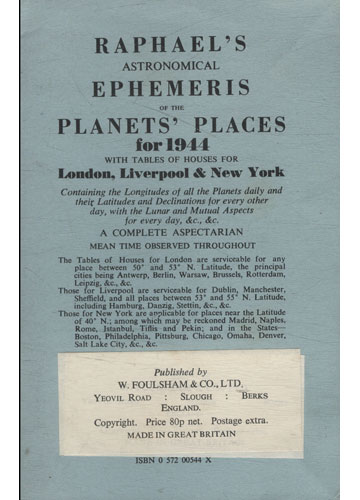 RAPHAEL'S
ASTRONOMICAL
EPHEMERIS
OF THE
PLANETS' PLACES
for 1944
WITH TABLES OF HOUSES FOR
London, Liverpool & New York
Containing the Longitudes of all the Planets daily and
their Latitudes and Declinations for every other
day, with the Lunar and Mutual Aspects
for every day, &c., &c.
A COMPLETE ASPECTARIAN
MEAN TIME OBSERVED THROUGHOUT
The Tables of Houses for London are serviceable for any
place between 50° and 53° N. Latitude, the principal
cities being Antwerp, Berlin, Warsaw, Brussels, Rotterdam,
Leipzig, &c., &c.
Those for Liverpool are serviceable for Dublin, Manchester,
Sheffield, and all places between 53° and 55° N. Latitude,
including Hamburg, Danzig, Stettin, &c., &c.
Those for New York are applicable for places near the Latitude
of 40° N.; among which may be reckoned Madrid, Naples,
Rome, Istanbul, Tiflis and Pekin; and in the States—
Boston, Philadelphia, Pittsburg, Chicago, Omaha, Denver,
Salt Lake City, &c., &c.
Published by
W. FOULSHAM & CO., LTD.
YEOVIL ROAD : SLOUGH : BERKS
ENGLAND.
Copyright. Price 80p net. Postage extra.
MADE IN GREAT BRITAIN
ISBN 0 572 00544 X